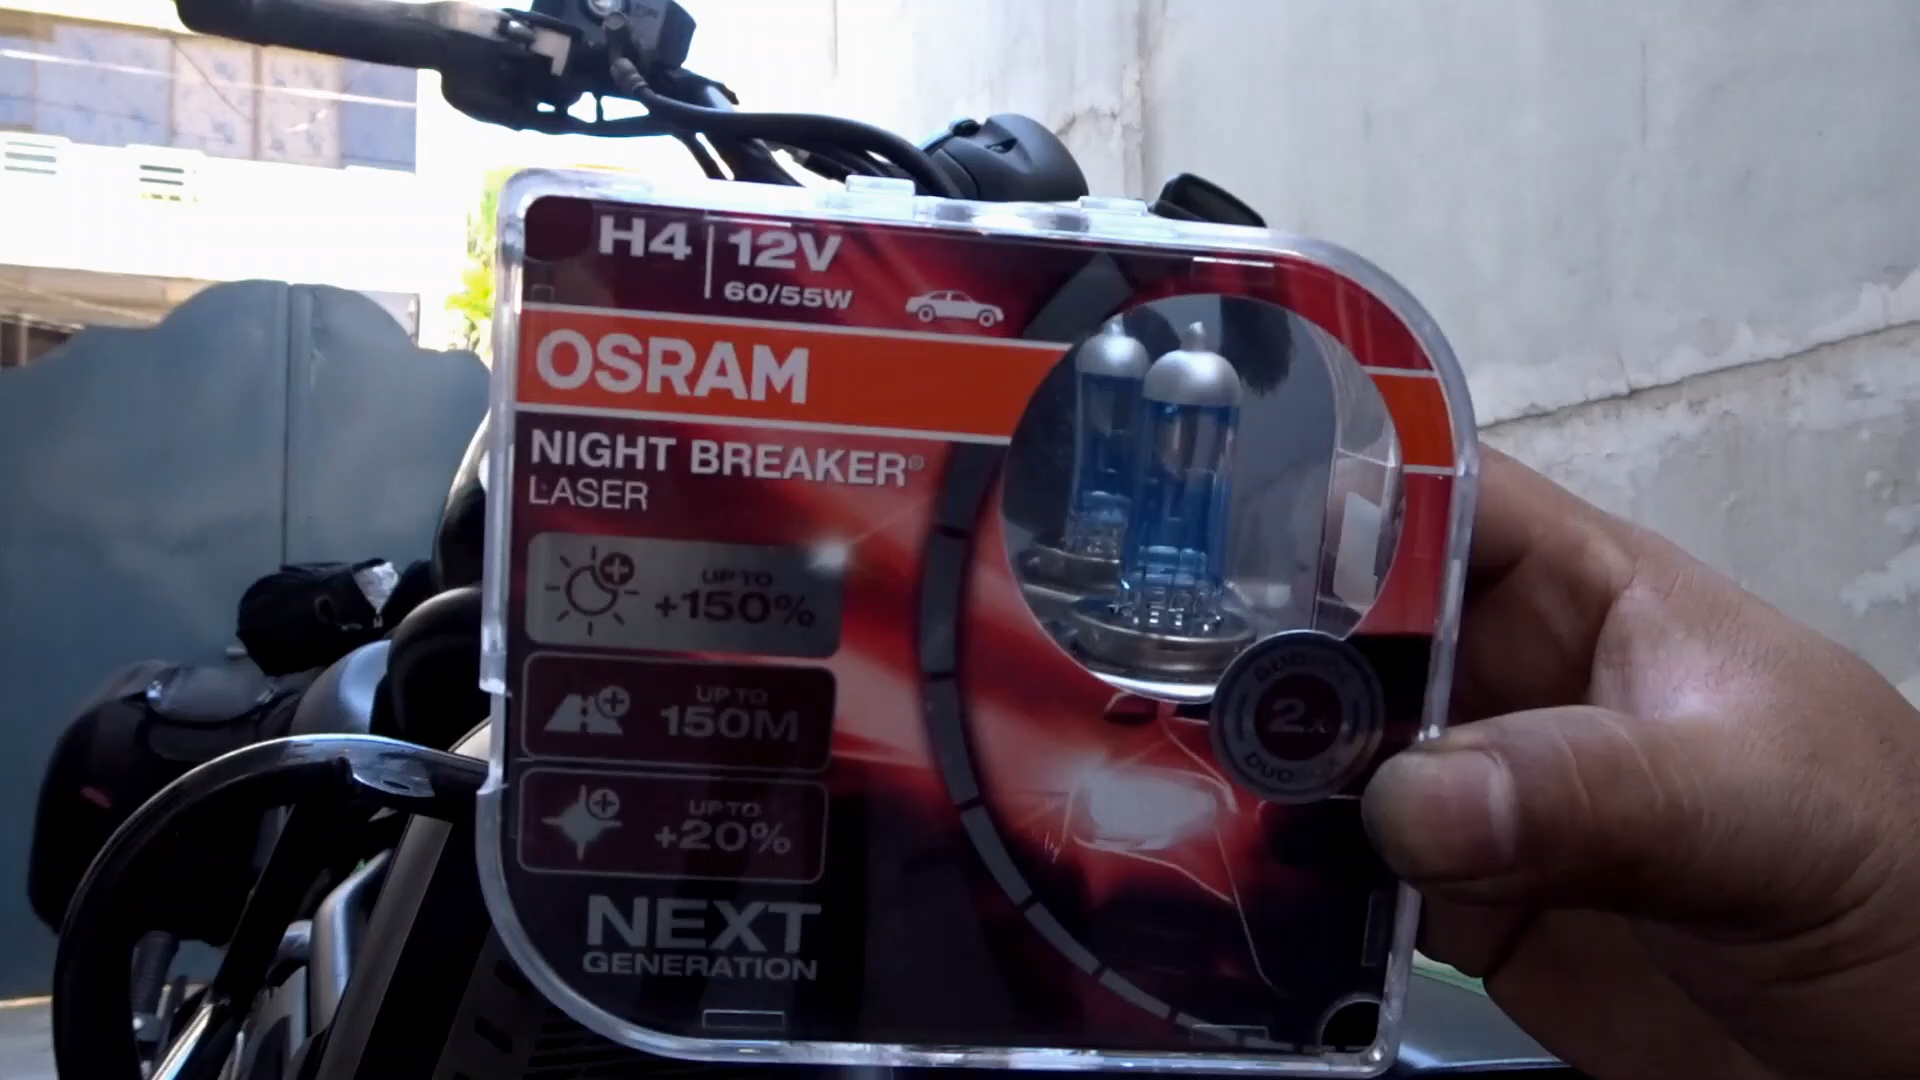 H4 | 12V
60/55W
OSRAM
NIGHT BREAKER®
LASER
UP TO
+150%
UP TO
150M
UP TO
+20%
NEXT
GENERATION
DUOBOX
2x
DUOBOX